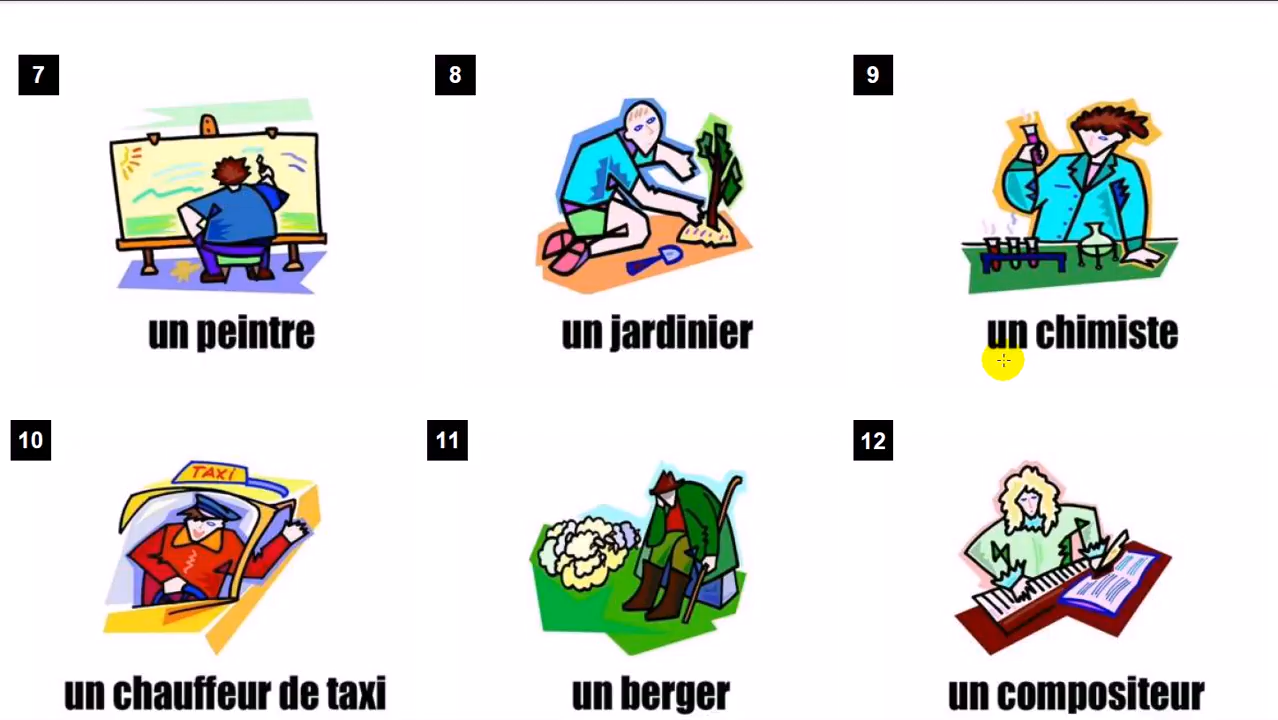 7
8
9
un peintre
un jardinier
un chimiste
10
11
12
TAXI
un chauffeur de taxi
un berger
un compositeur